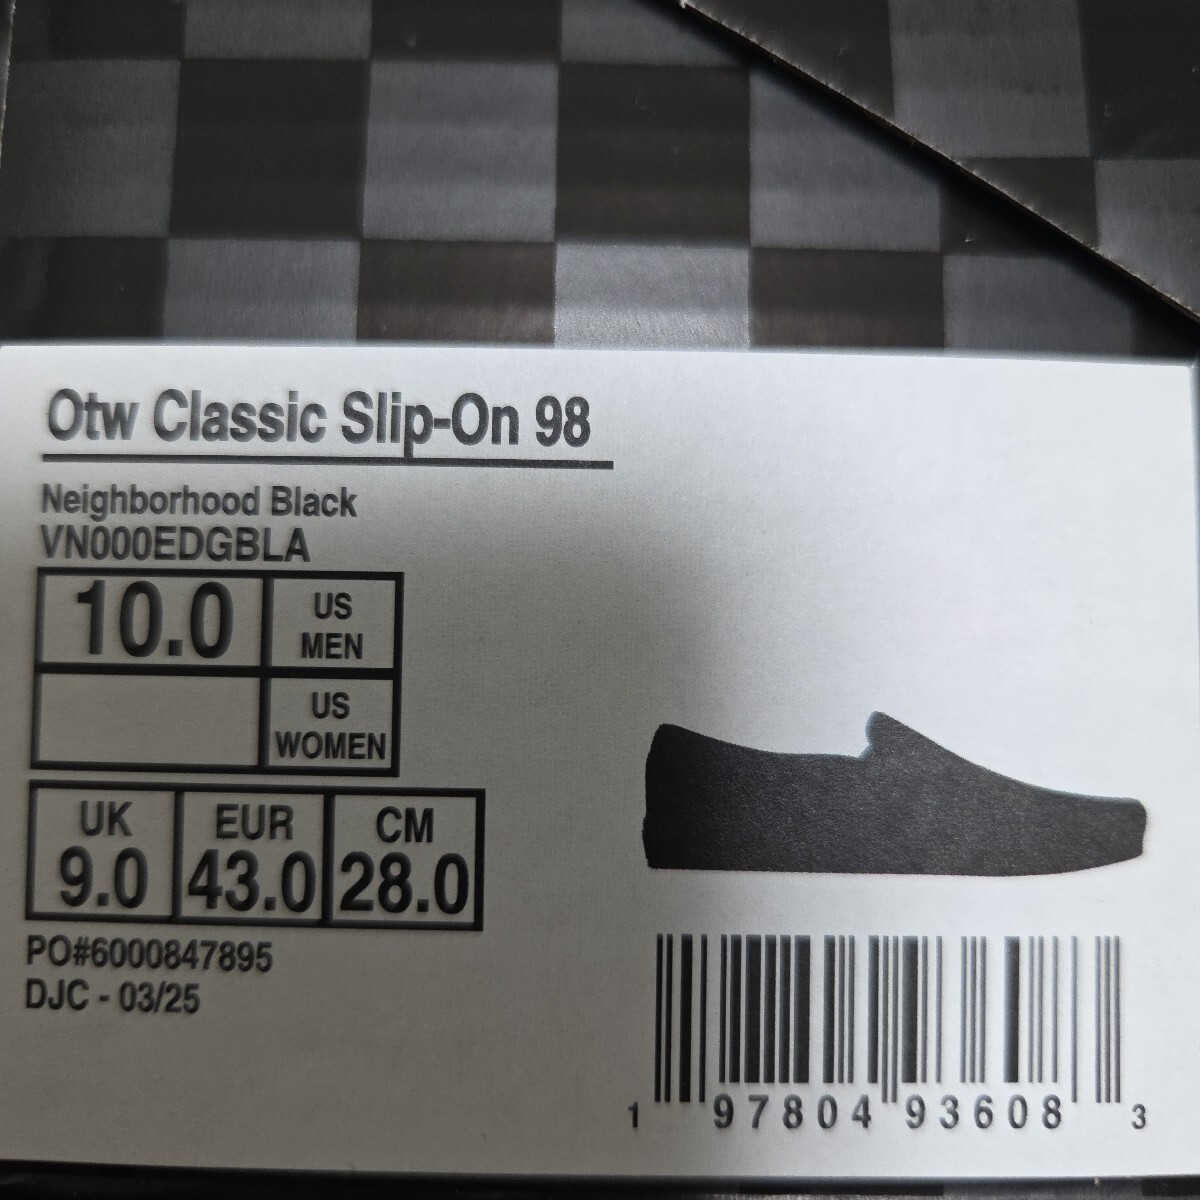 Otw Classic Slip-On 98
Neighborhood Black
VN000EDGBLA
10.0 US MEN
US WOMEN
UK EUR CM
9.0 43.0 28.0
PO#6000847895
DJC - 03/25
1 97804 93608 3